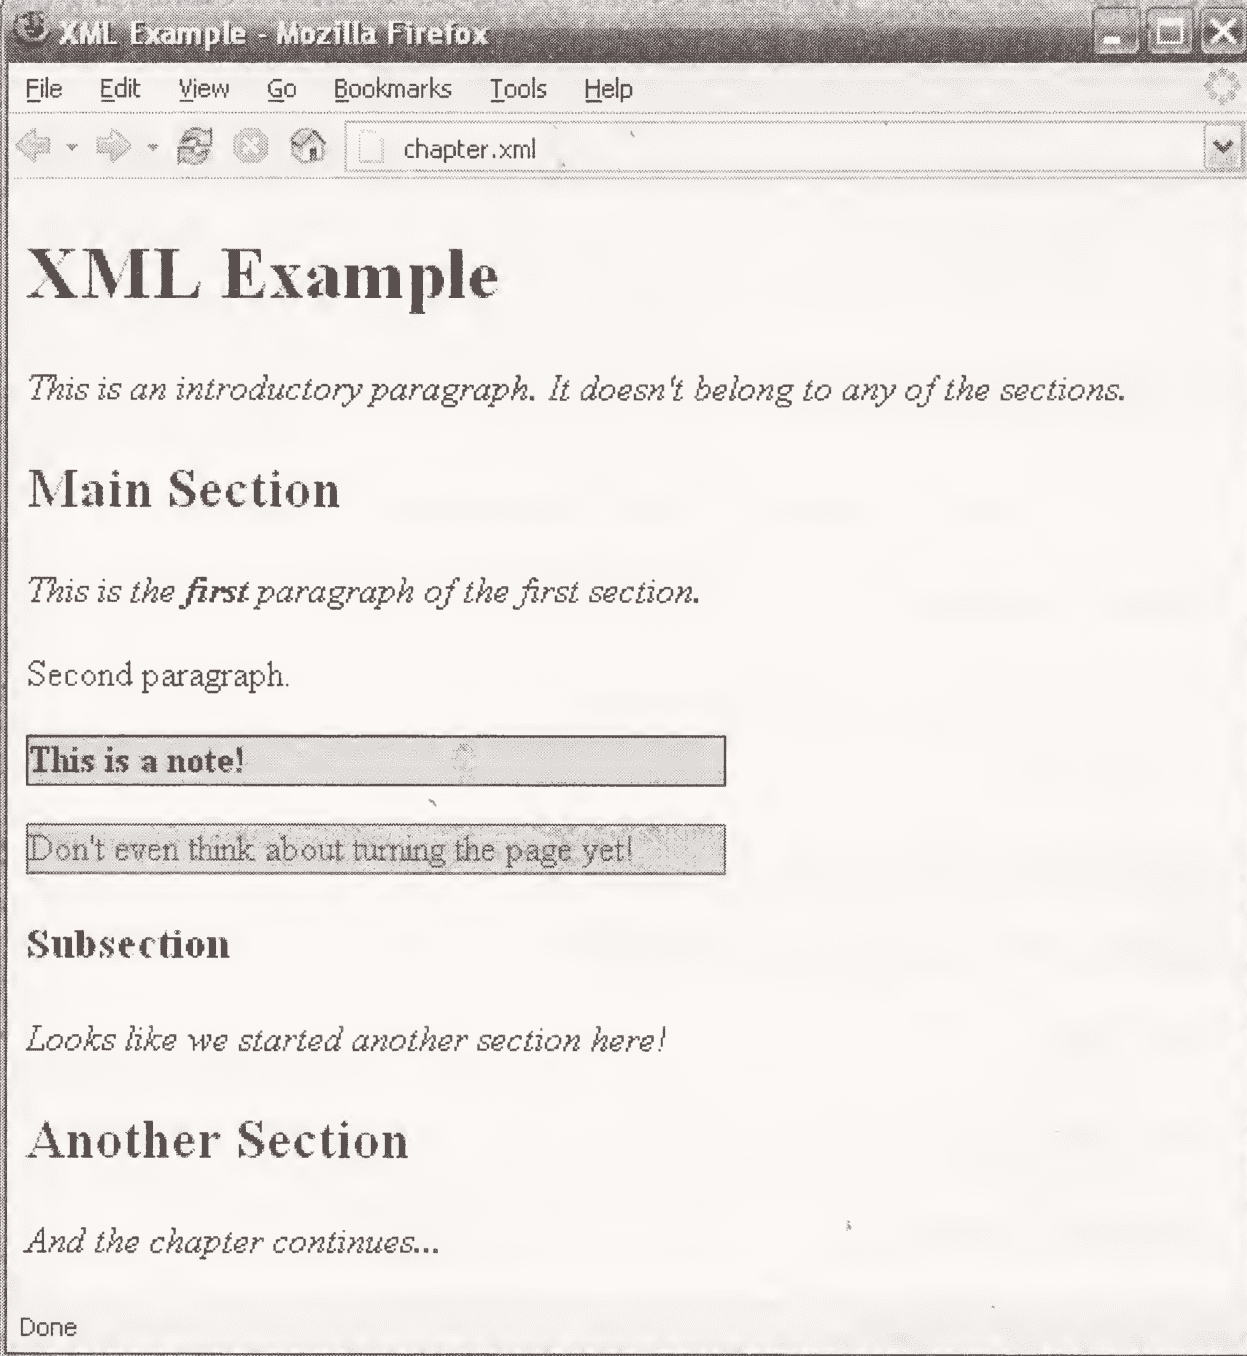 XML Example - Mozilla Firefox
File Edit View Go Bookmarks Tools Help
chapter.xml
XML Example
This is an introductory paragraph. It doesn't belong to any of the sections.
Main Section
This is the first paragraph of the first section.
Second paragraph.
This is a note!
Don't even think about turning the page yet!
Subsection
Looks like we started another section here!
Another Section
And the chapter continues...
Done